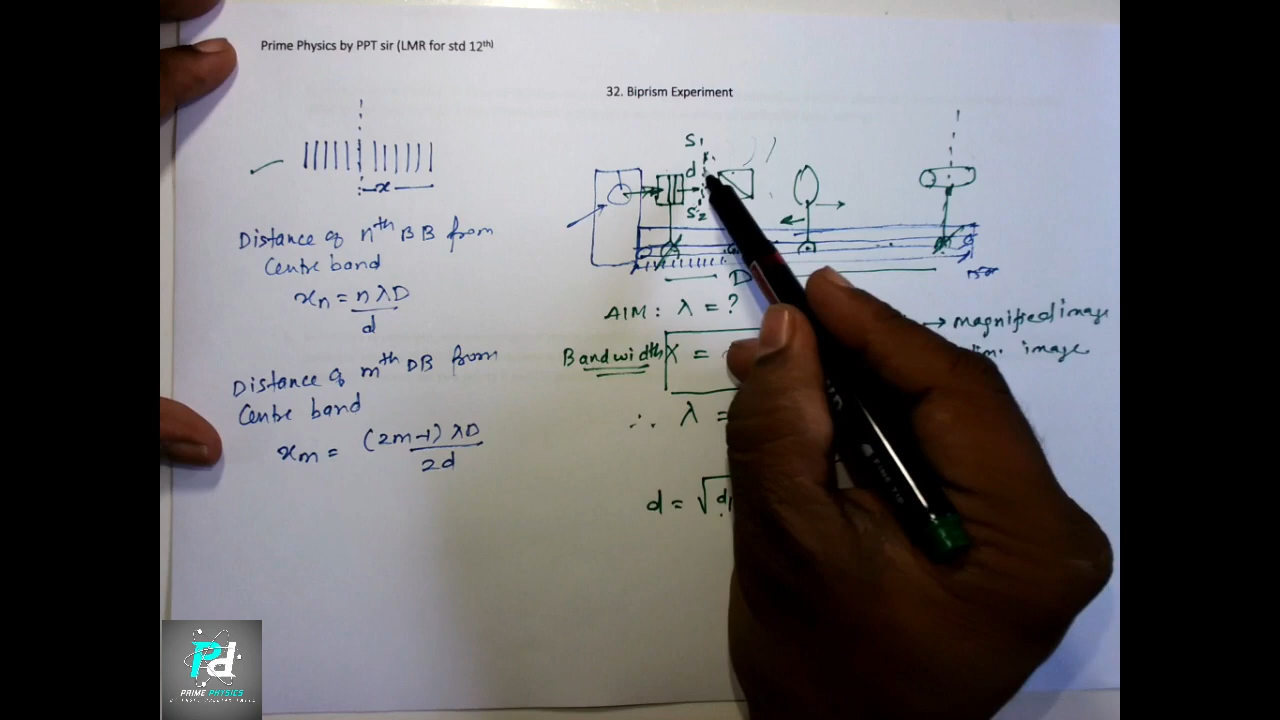 Prime Physics by PPT sir (LMR for std 12th)
32. Biprism Experiment
x
Distance of nth BB from
Centre band
xn = nλD
d
Distance of mth DB from
Centre band
xm = (2m-1) λD
2d
S1
d
S2
D
AIM: λ = ?
→ magnified image
image
Bandwidth X =
∴ λ =
d = √d1
Pd
PRIME PHYSICS